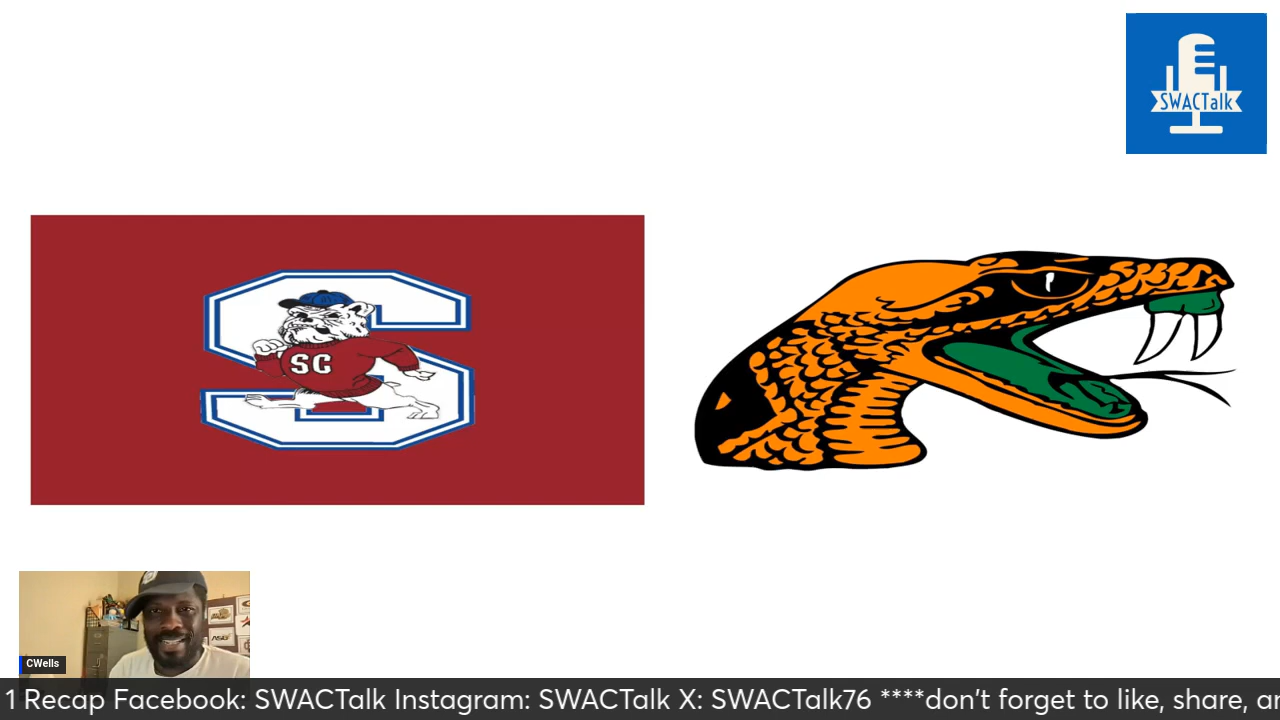 SWACTalk
SC
CWells
1 Recap Facebook: SWACTalk Instagram: SWACTalk X: SWACTalk76 ****don't forget to like, share, ar